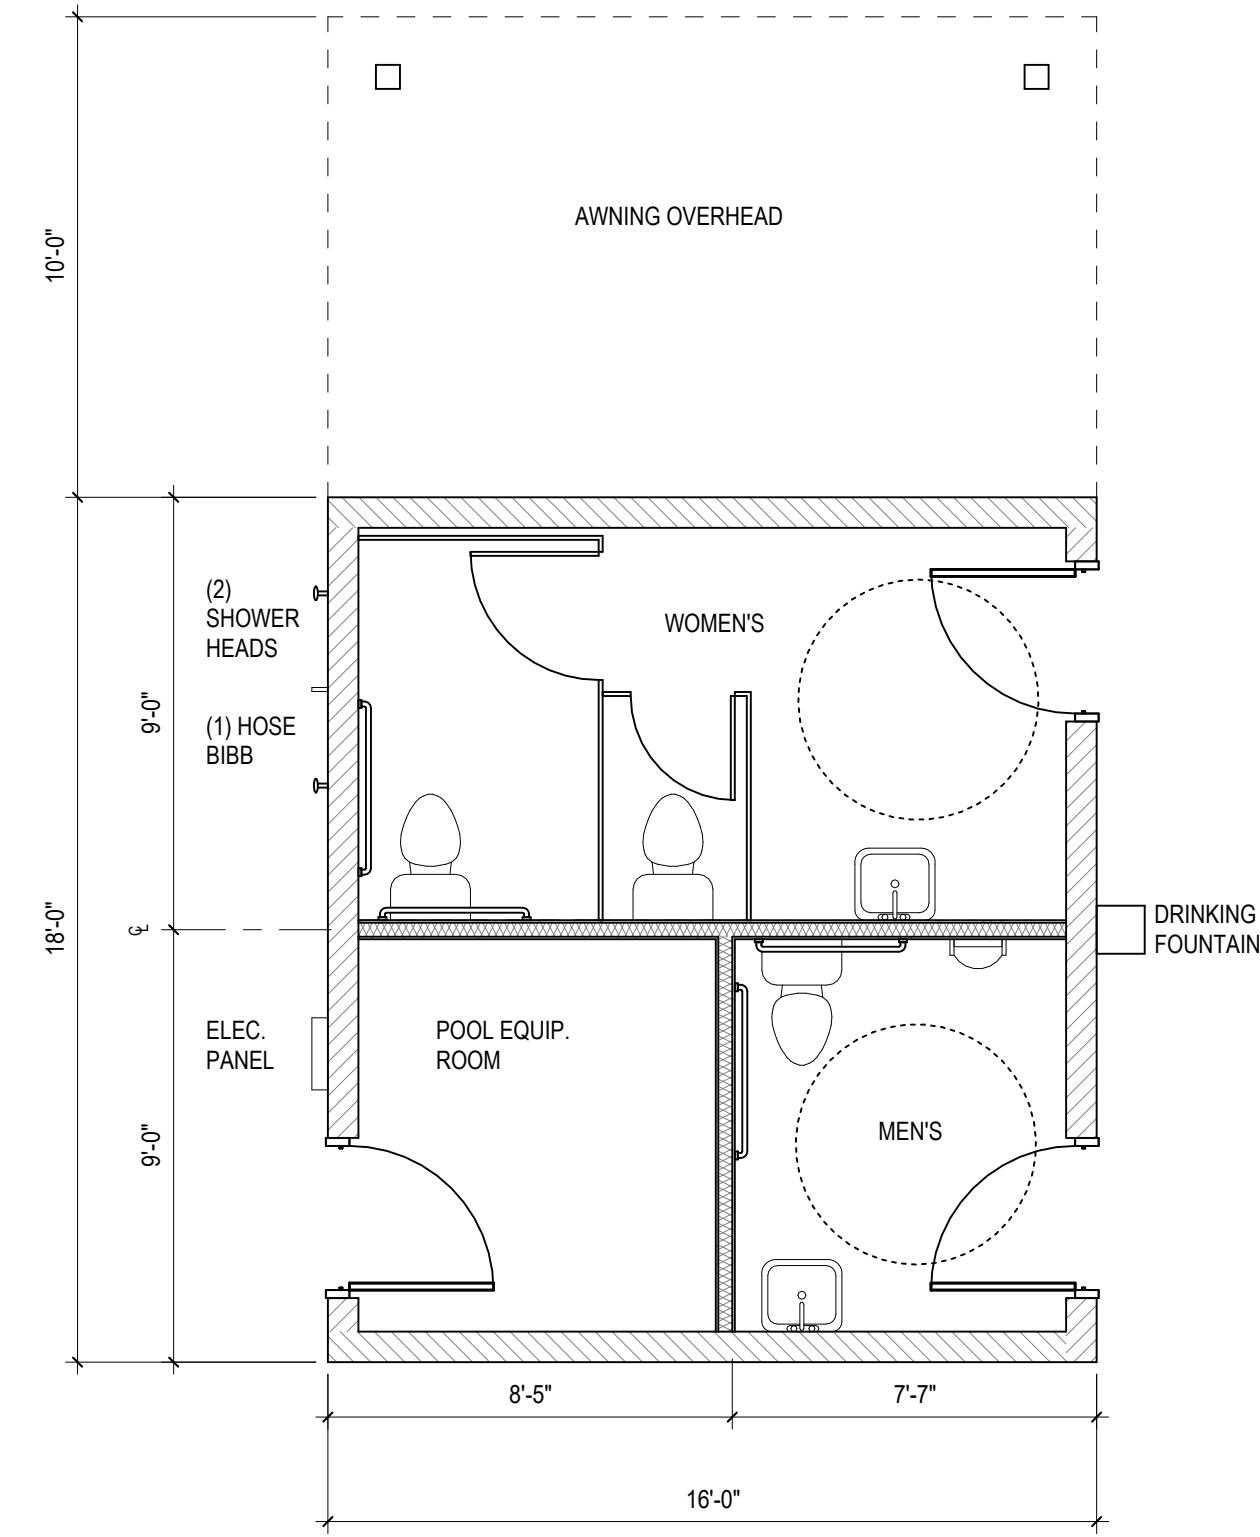 AWNING OVERHEAD
10'-0"
(2)
SHOWER
HEADS
WOMEN'S
(1) HOSE
BIBB
9'-0"
18'-0"
℄
DRINKING
FOUNTAIN
ELEC.
PANEL
POOL EQUIP.
ROOM
MEN'S
9'-0"
8'-5"
7'-7"
16'-0"